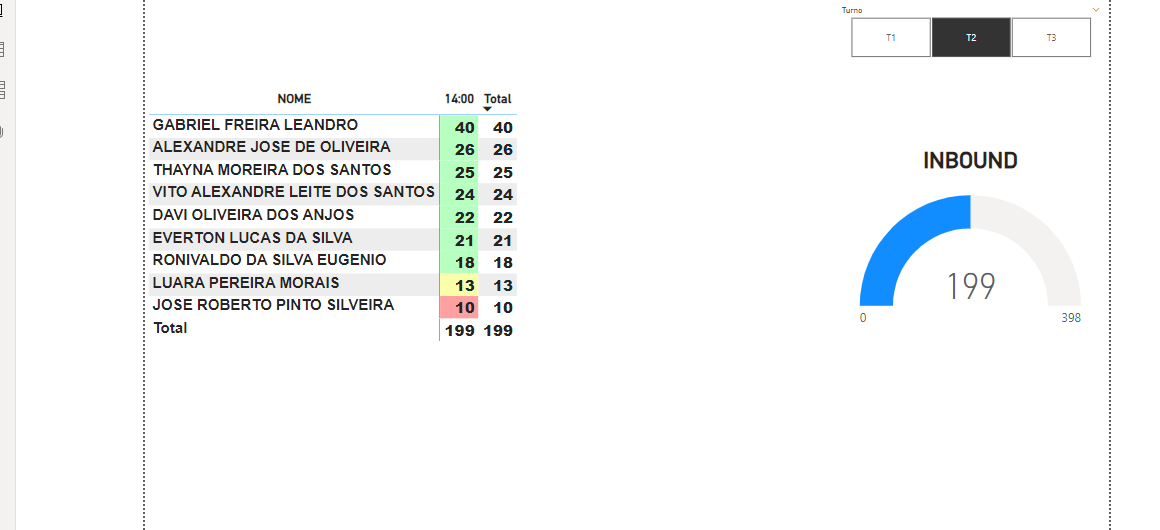 Turno
T1 T2 T3
NOME 14:00 Total
GABRIEL FREIRA LEANDRO 40 40
ALEXANDRE JOSE DE OLIVEIRA 26 26
THAYNA MOREIRA DOS SANTOS 25 25
VITO ALEXANDRE LEITE DOS SANTOS 24 24
DAVI OLIVEIRA DOS ANJOS 22 22
EVERTON LUCAS DA SILVA 21 21
RONIVALDO DA SILVA EUGENIO 18 18
LUARA PEREIRA MORAIS 13 13
JOSE ROBERTO PINTO SILVEIRA 10 10
Total 199 199
INBOUND
199
0 398